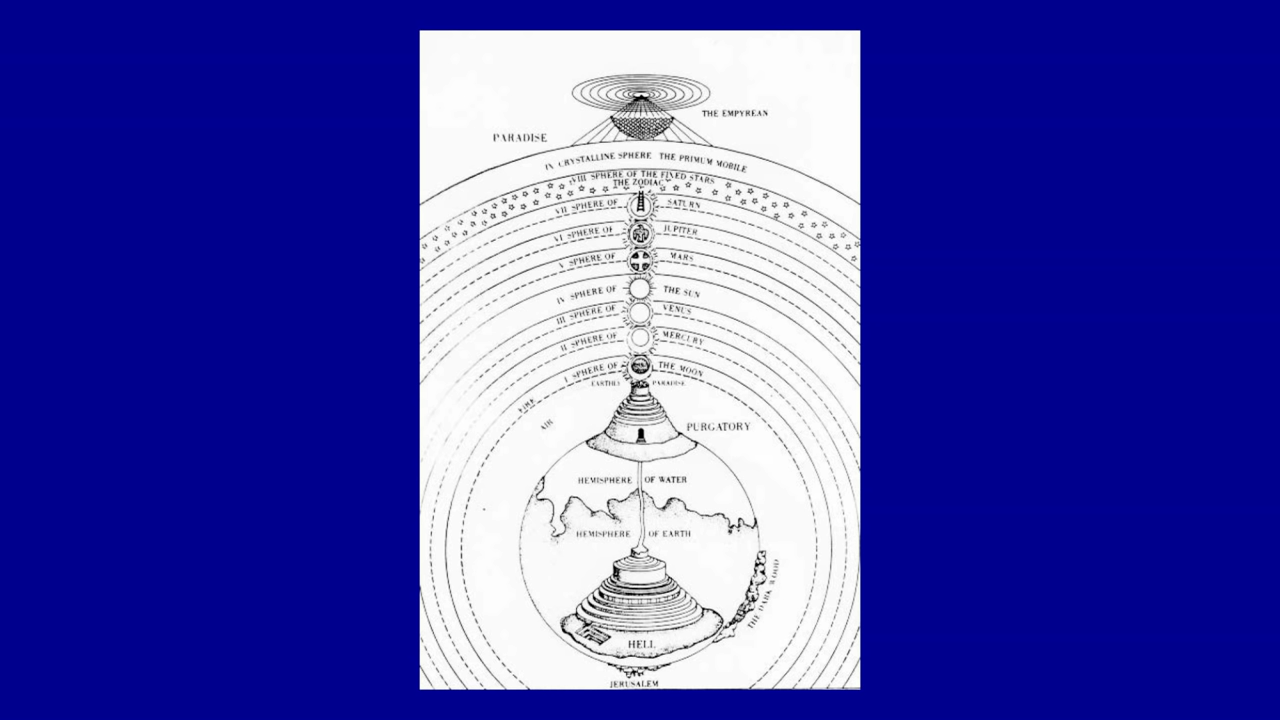 THE EMPYREAN
PARADISE
IX CRYSTALLINE SPHERE THE PRIMUM MOBILE
VIII SPHERE OF THE FIXED STARS
THE ZODIAC
VII SPHERE OF SATURN
VI SPHERE OF JUPITER
V SPHERE OF MARS
IV SPHERE OF THE SUN
III SPHERE OF VENUS
II SPHERE OF MERCURY
I SPHERE OF THE MOON
EARTHLY PARADISE
FIRE
AIR
PURGATORY
HEMISPHERE OF WATER
HEMISPHERE OF EARTH
THE DARK WOOD
HELL
JERUSALEM